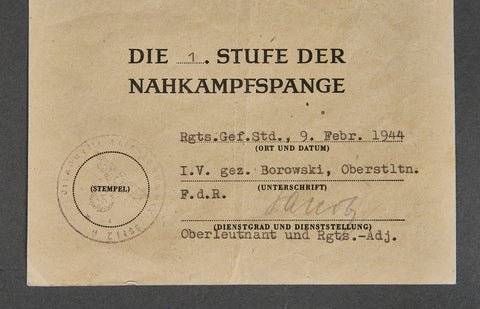 DIE 1. STUFE DER
NAHKAMPFSPANGE
Rgts.Gef.Std., 9. Febr. 1944
(ORT UND DATUM)
I.V. gez. Borowski, Oberstltn.
(STEMPEL)
(UNTERSCHRIFT)
F.d.R.
(DIENSTGRAD UND DIENSTSTELLUNG)
Oberleutnant und Rgts.-Adj.